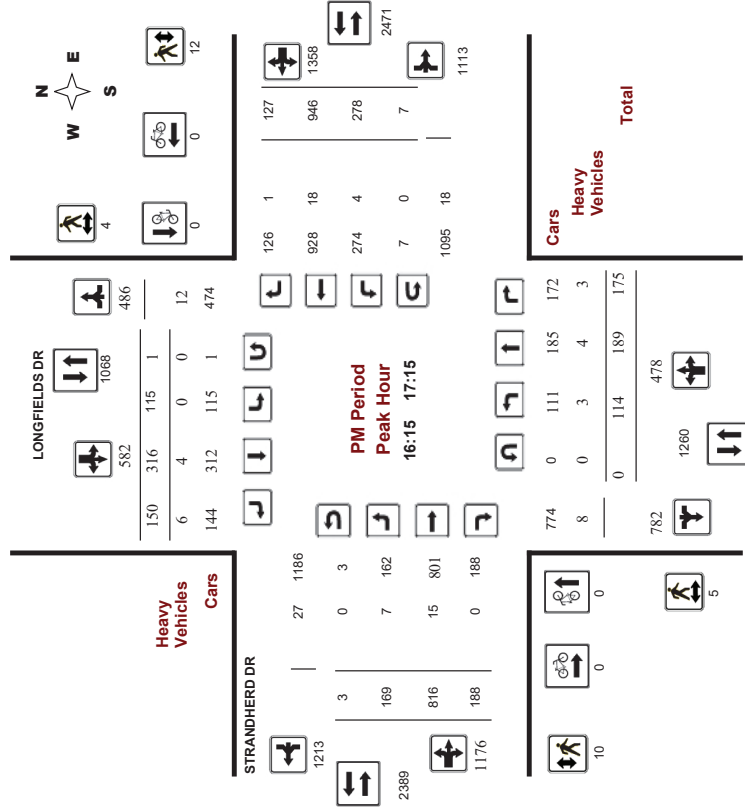 N
W E
S
4
12
0 0
LONGFIELDS DR
1068
582 486
150 316 115 1
6 4 0 0 12
144 312 115 1 474
Heavy
Vehicles
Cars
1358
2471
1113
126 1 127
928 18 946
274 4 278
7 0 7
1095 18
STRANDHERD DR
27 1186
3 0 3
169 7 162
816 15 801
188 0 188
1213
2389
1176
PM Period
Peak Hour
16:15 17:15
Cars
Heavy
Vehicles
Total
774 0 111 185 172
8 0 3 4 3
0 114 189 175
782 478
1260
0 0
10 5